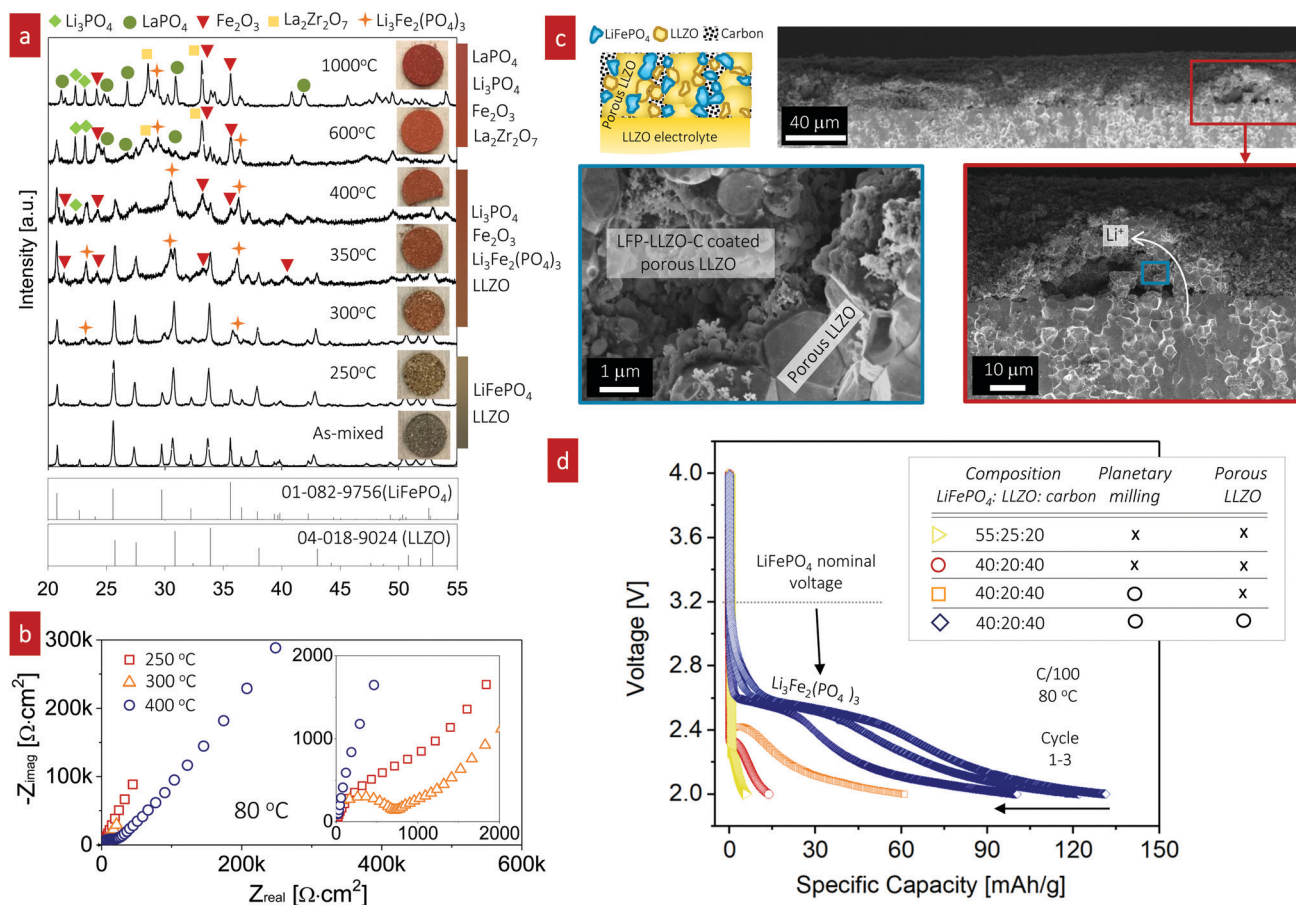 a
Li₃PO₄ LaPO₄ Fe₂O₃ La₂Zr₂O₇ Li₃Fe₂(PO₄)₃
Intensity [a.u.]
1000°C
600°C
400°C
350°C
300°C
250°C
As-mixed
LaPO₄
Li₃PO₄
Fe₂O₃
La₂Zr₂O₇
Li₃PO₄
Fe₂O₃
Li₃Fe₂(PO₄)₃
LLZO
LiFePO₄
LLZO
01-082-9756(LiFePO₄)
04-018-9024 (LLZO)
20 25 30 35 40 45 50 55
b
-Z_imag [Ω·cm²]
300k
200k
100k
0
250 °C
300 °C
400 °C
80 °C
2000
1000
0
0 1000 2000
0 200k 400k 600k
Z_real [Ω·cm²]
c
LiFePO₄ LLZO Carbon
Porous LLZO
LLZO electrolyte
40 µm
LFP-LLZO-C coated
porous LLZO
Porous LLZO
1 µm
Li⁺
10 µm
d
Voltage [V]
4.0
3.6
3.2
2.8
2.4
2.0
Composition Planetary Porous
LiFePO₄: LLZO: carbon milling LLZO
55:25:20 x x
40:20:40 x x
40:20:40 O x
40:20:40 O O
LiFePO₄ nominal
voltage
Li₃Fe₂(PO₄)₃
C/100
80 °C
Cycle
1-3
0 30 60 90 120 150
Specific Capacity [mAh/g]